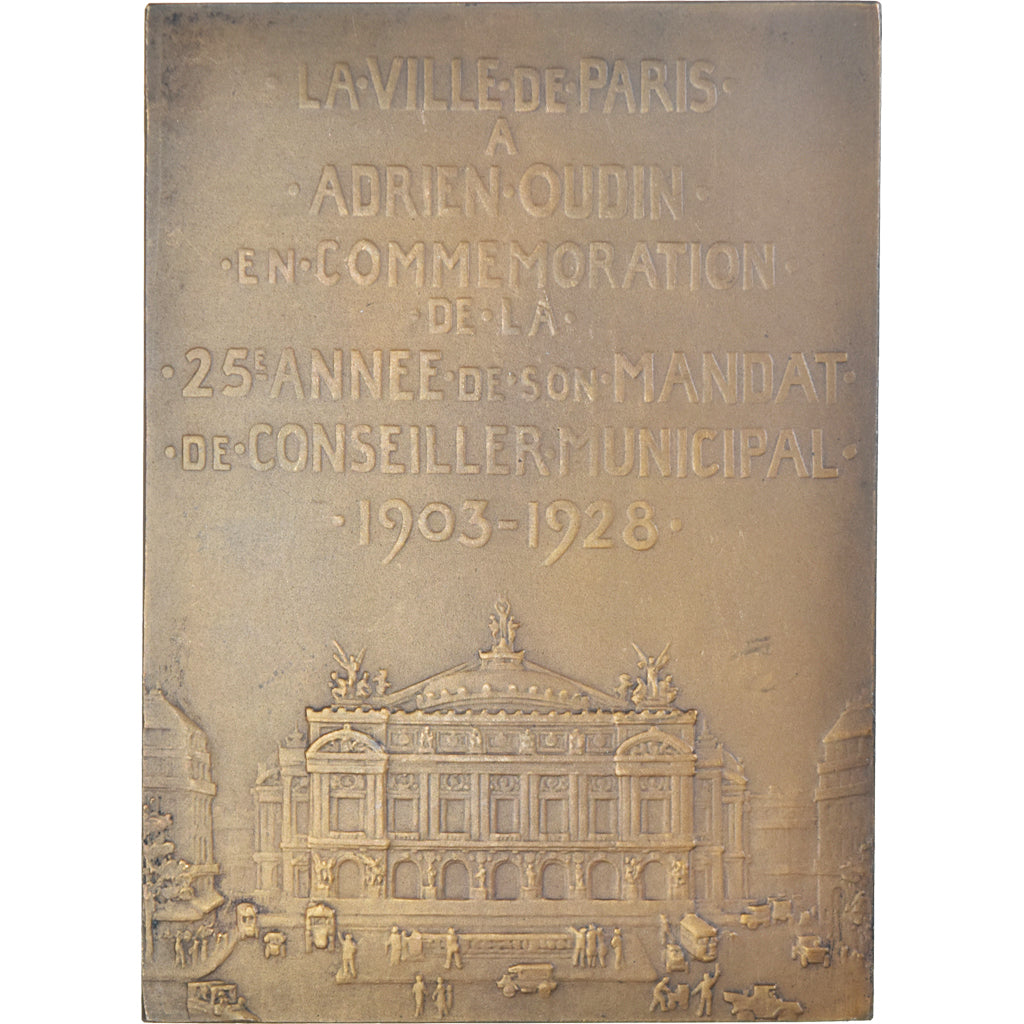 LA·VILLE·DE·PARIS·
A
·ADRIEN·OUDIN·
·EN·COMMEMORATION·
·DE·LA·
·25E ANNEE·DE·SON·MANDAT·
·DE·CONSEILLER·MUNICIPAL·
·1903-1928·